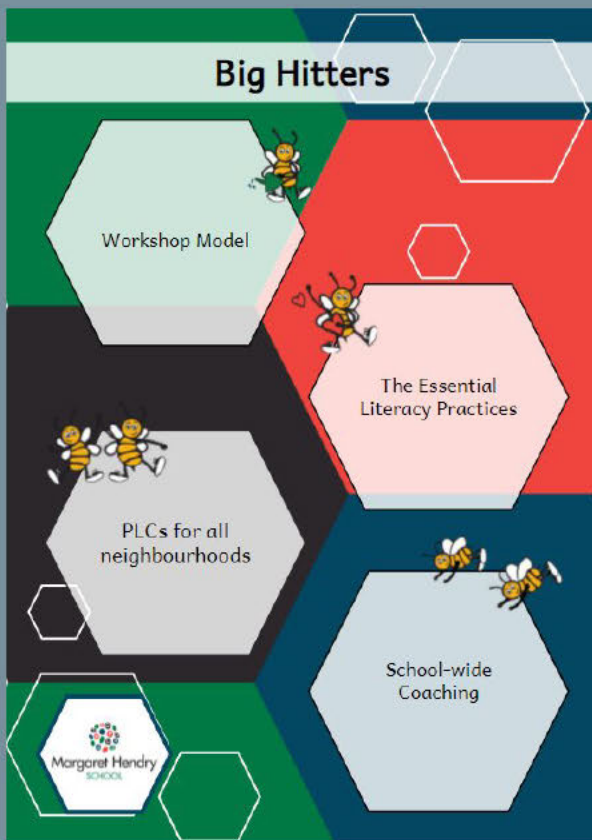 Big Hitters
Workshop Model
The Essential
Literacy Practices
PLCs for all
neighbourhoods
School-wide
Coaching
Margaret Hendry
SCHOOL